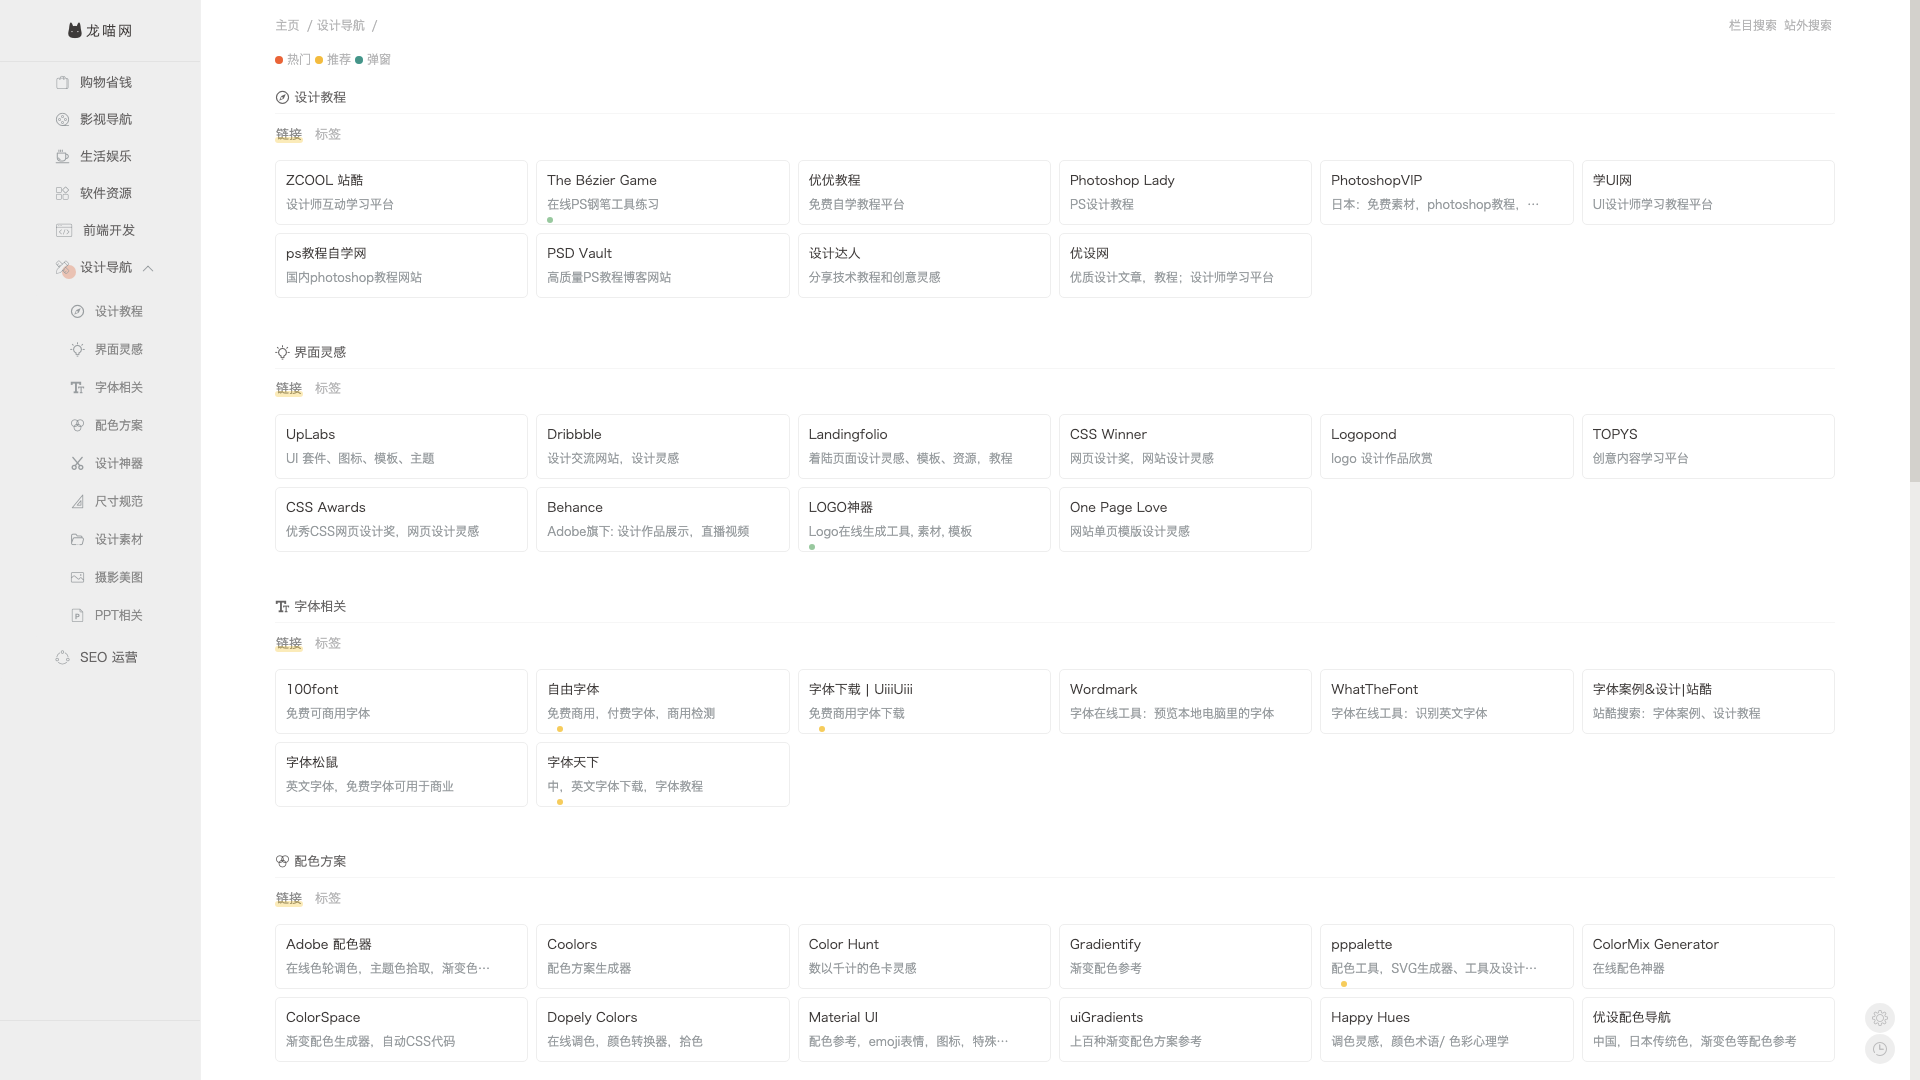 龙喵网
购物省钱
影视导航
生活娱乐
软件资源
前端开发
设计导航
设计教程
界面灵感
字体相关
配色方案
设计神器
尺寸规范
设计素材
摄影美图
PPT相关
SEO 运营
主页 / 设计导航 /
栏目搜索 站外搜索
热门 推荐 弹窗
设计教程
链接 标签
ZCOOL 站酷
设计师互动学习平台
The Bézier Game
在线PS钢笔工具练习
优优教程
免费自学教程平台
Photoshop Lady
PS设计教程
PhotoshopVIP
日本：免费素材，photoshop教程，…
学UI网
UI设计师学习教程平台
ps教程自学网
国内photoshop教程网站
PSD Vault
高质量PS教程博客网站
设计达人
分享技术教程和创意灵感
优设网
优质设计文章，教程；设计师学习平台
界面灵感
链接 标签
UpLabs
UI 套件、图标、模板、主题
Dribbble
设计交流网站，设计灵感
Landingfolio
着陆页面设计灵感、模板、资源，教程
CSS Winner
网页设计奖，网站设计灵感
Logopond
logo 设计作品欣赏
TOPYS
创意内容学习平台
CSS Awards
优秀CSS网页设计奖，网页设计灵感
Behance
Adobe旗下: 设计作品展示，直播视频
LOGO神器
Logo在线生成工具, 素材, 模板
One Page Love
网站单页模版设计灵感
字体相关
链接 标签
100font
免费可商用字体
自由字体
免费商用，付费字体，商用检测
字体下载 | UiiiUiii
免费商用字体下载
Wordmark
字体在线工具：预览本地电脑里的字体
WhatTheFont
字体在线工具：识别英文字体
字体案例&设计|站酷
站酷搜索：字体案例、设计教程
字体松鼠
英文字体，免费字体可用于商业
字体天下
中，英文字体下载，字体教程
配色方案
链接 标签
Adobe 配色器
在线色轮调色，主题色拾取，渐变色…
Coolors
配色方案生成器
Color Hunt
数以千计的色卡灵感
Gradientify
渐变配色参考
pppalette
配色工具，SVG生成器、工具及设计…
ColorMix Generator
在线配色神器
ColorSpace
渐变配色生成器，自动CSS代码
Dopely Colors
在线调色，颜色转换器，拾色
Material UI
配色参考，emoji表情，图标，特殊…
uiGradients
上百种渐变配色方案参考
Happy Hues
调色灵感，颜色术语/ 色彩心理学
优设配色导航
中国，日本传统色，渐变色等配色参考